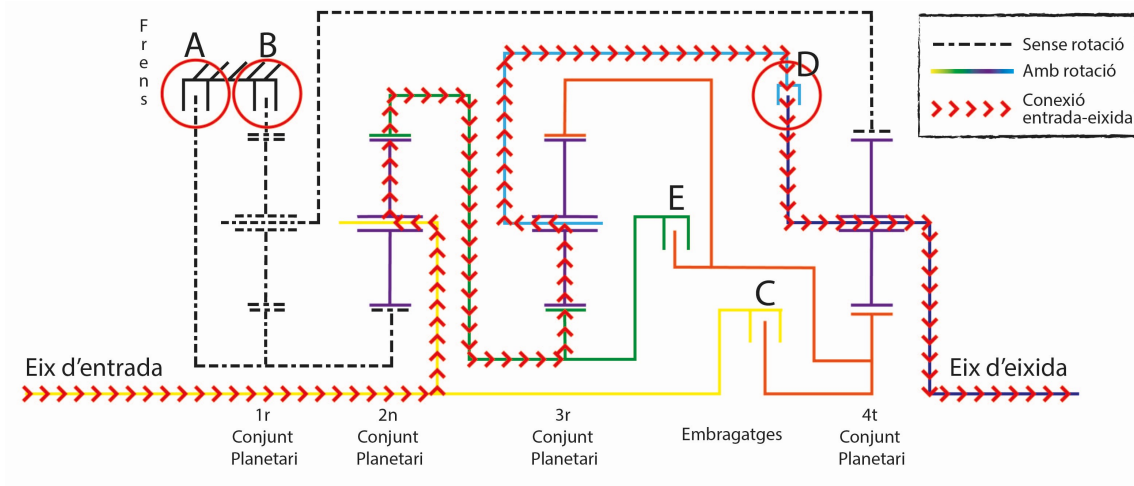 Frens
A
B
D
E
C
Sense rotació
Amb rotació
Conexió
entrada-eixida
Eix d'entrada
Eix d'eixida
1r
Conjunt
Planetari
2n
Conjunt
Planetari
3r
Conjunt
Planetari
Embragatges
4t
Conjunt
Planetari